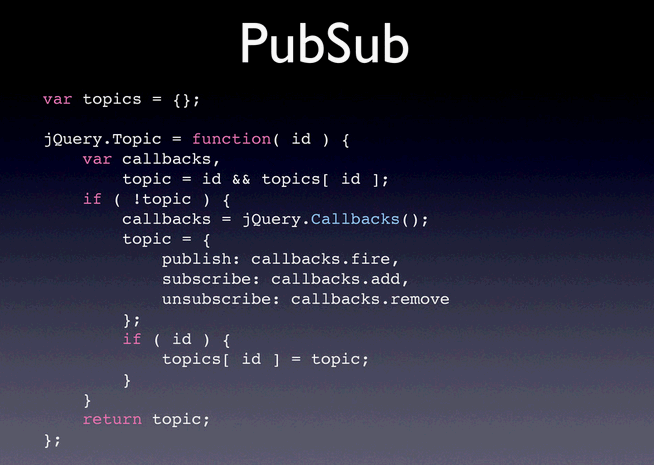 PubSub
var topics = {};
jQuery.Topic = function( id ) {
    var callbacks,
        topic = id && topics[ id ];
    if ( !topic ) {
        callbacks = jQuery.Callbacks();
        topic = {
            publish: callbacks.fire,
            subscribe: callbacks.add,
            unsubscribe: callbacks.remove
        };
        if ( id ) {
            topics[ id ] = topic;
        }
    }
    return topic;
};